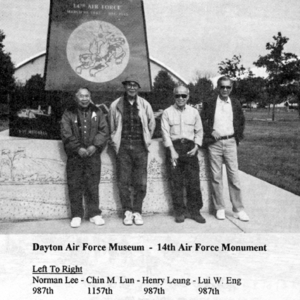 14TH AIR FORCE
Dayton Air Force Museum - 14th Air Force Monument
Left To Right
Norman Lee - Chin M. Lun - Henry Leung - Lui W. Eng
987th 1157th 987th 987th